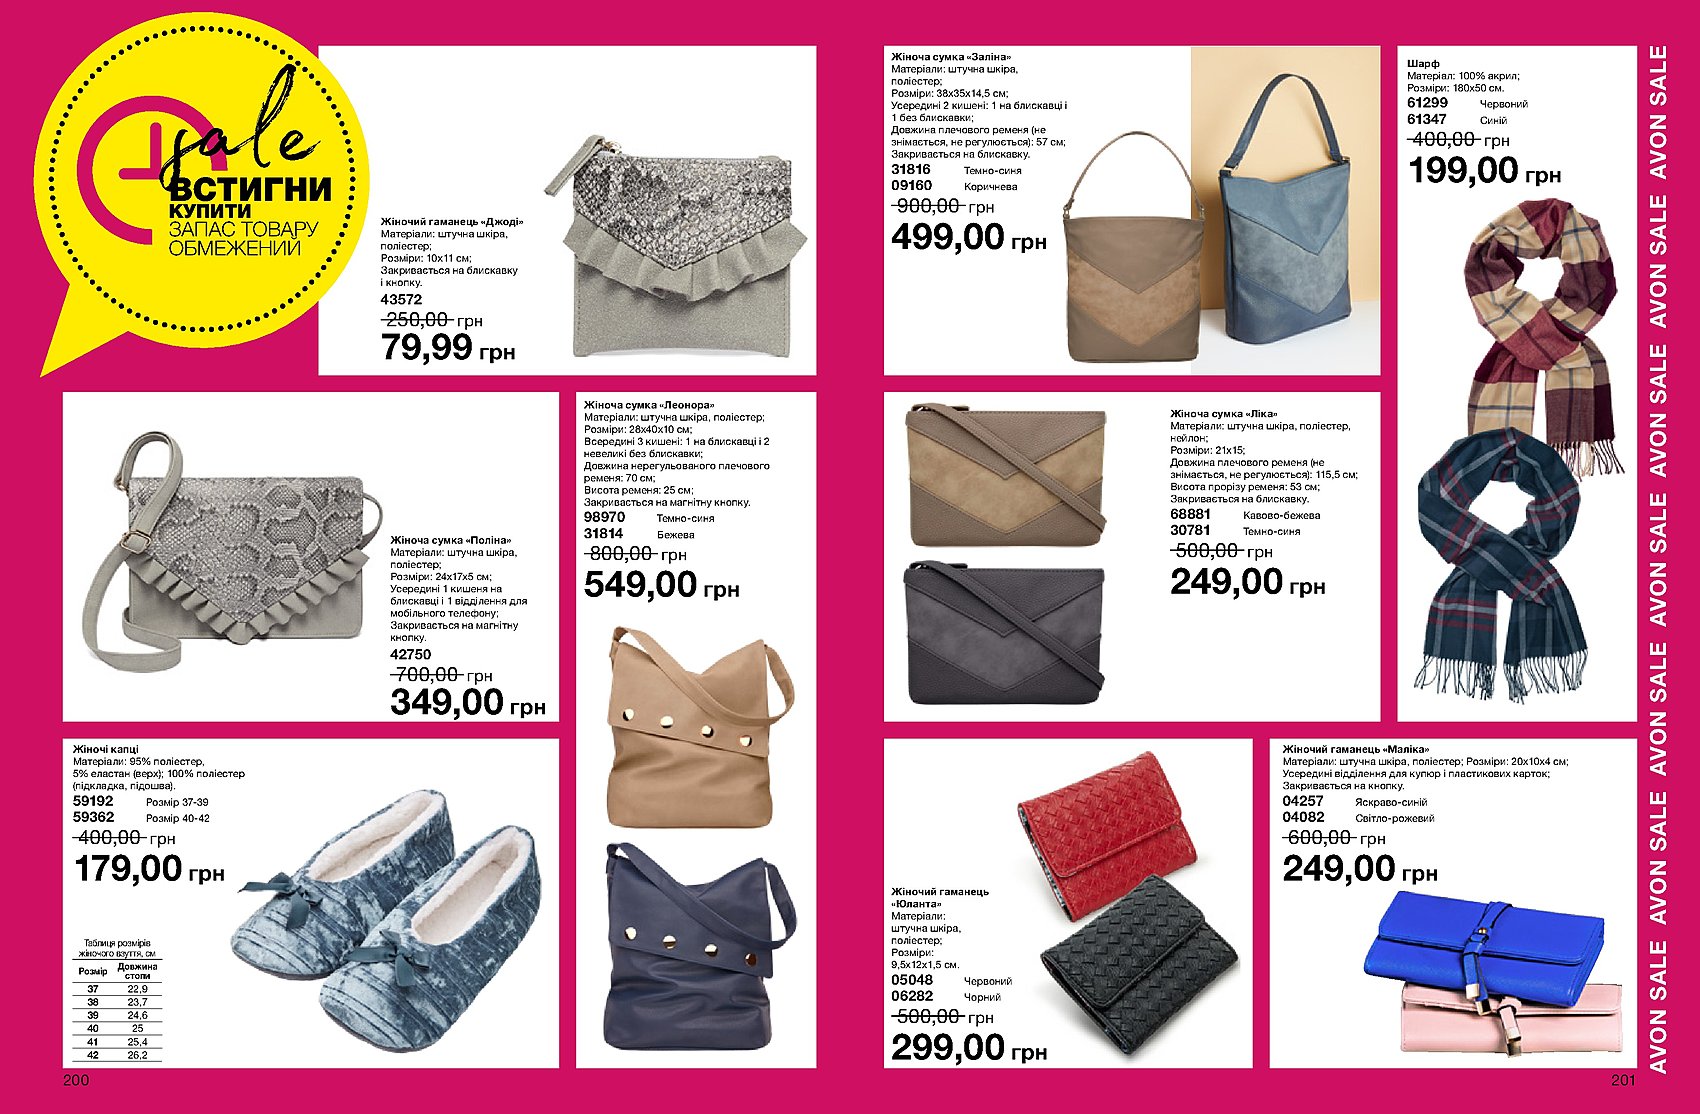 sale
ВСТИГНИ
КУПИТИ
ЗАПАС ТОВАРУ
ОБМЕЖЕНИЙ
Жіночий гаманець «Джоді»
Матеріали: штучна шкіра,
поліестер;
Розміри: 10х11 см;
Закривається на блискавку
і кнопку.
43572
250,00 грн
79,99 грн
Жіноча сумка «Поліна»
Матеріали: штучна шкіра,
поліестер;
Розміри: 24х17х5 см;
Усередині 1 кишеня на
блискавці і 1 відділення для
мобільного телефону;
Закривається на магнітну
кнопку.
42750
700,00 грн
349,00 грн
Жіноча сумка «Леонора»
Матеріали: штучна шкіра, поліестер;
Розміри: 28х40х10 см;
Всередині 3 кишені: 1 на блискавці і 2
невеликі без блискавки;
Довжина нерегульованого плечового
ременя: 70 см;
Висота ременя: 25 см;
Закривається на магнітну кнопку.
98970 Темно-синя
31814 Бежева
800,00 грн
549,00 грн
Жіночі капці
Матеріали: 95% поліестер,
5% еластан (верх); 100% поліестер
(підкладка, підошва).
59192 Розмір 37-39
59362 Розмір 40-42
400,00 грн
179,00 грн
Таблиця розмірів
жіночого взуття, см
Розмір Довжина стопи
37 22,9
38 23,7
39 24,6
40 25
41 25,4
42 26,2
200
Жіноча сумка «Заліна»
Матеріали: штучна шкіра,
поліестер;
Розміри: 38х35х14,5 см;
Усередині 2 кишені: 1 на блискавці і
1 без блискавки;
Довжина плечового ременя (не
знімається, не регулюється): 57 см;
Закривається на блискавку.
31816 Темно-синя
09160 Коричнева
900,00 грн
499,00 грн
Шарф
Матеріал: 100% акрил;
Розміри: 180х50 см.
61299 Червоний
61347 Синій
400,00 грн
199,00 грн
Жіноча сумка «Ліка»
Матеріали: штучна шкіра, поліестер,
нейлон;
Розміри: 21х15;
Довжина плечового ременя (не
знімається, не регулюється): 115,5 см;
Висота прорізу ременя: 53 см;
Закривається на блискавку.
68881 Кавово-бежева
30781 Темно-синя
500,00 грн
249,00 грн
Жіночий гаманець
«Юланта»
Матеріали:
штучна шкіра,
поліестер;
Розміри:
9,5х12х1,5 см.
05048 Червоний
06282 Чорний
500,00 грн
299,00 грн
Жіночий гаманець «Маліка»
Матеріали: штучна шкіра, поліестер; Розміри: 20х10х4 см;
Усередині відділення для купюр і пластикових карток;
Закривається на кнопку.
04257 Яскраво-синій
04082 Світло-рожевий
600,00 грн
249,00 грн
AVON SALE AVON SALE AVON SALE AVON SALE AVON SALE AVON SALE AVON SALE
201